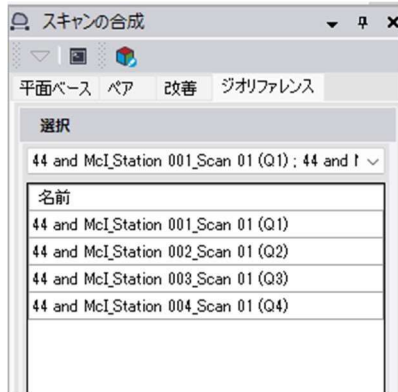 スキャンの合成
平面ベース ペア 改善 ジオリファレンス
選択
44 and McI_Station 001_Scan 01 (Q1) ; 44 and
名前
44 and McI_Station 001_Scan 01 (Q1)
44 and McI_Station 002_Scan 01 (Q2)
44 and McI_Station 003_Scan 01 (Q3)
44 and McI_Station 004_Scan 01 (Q4)